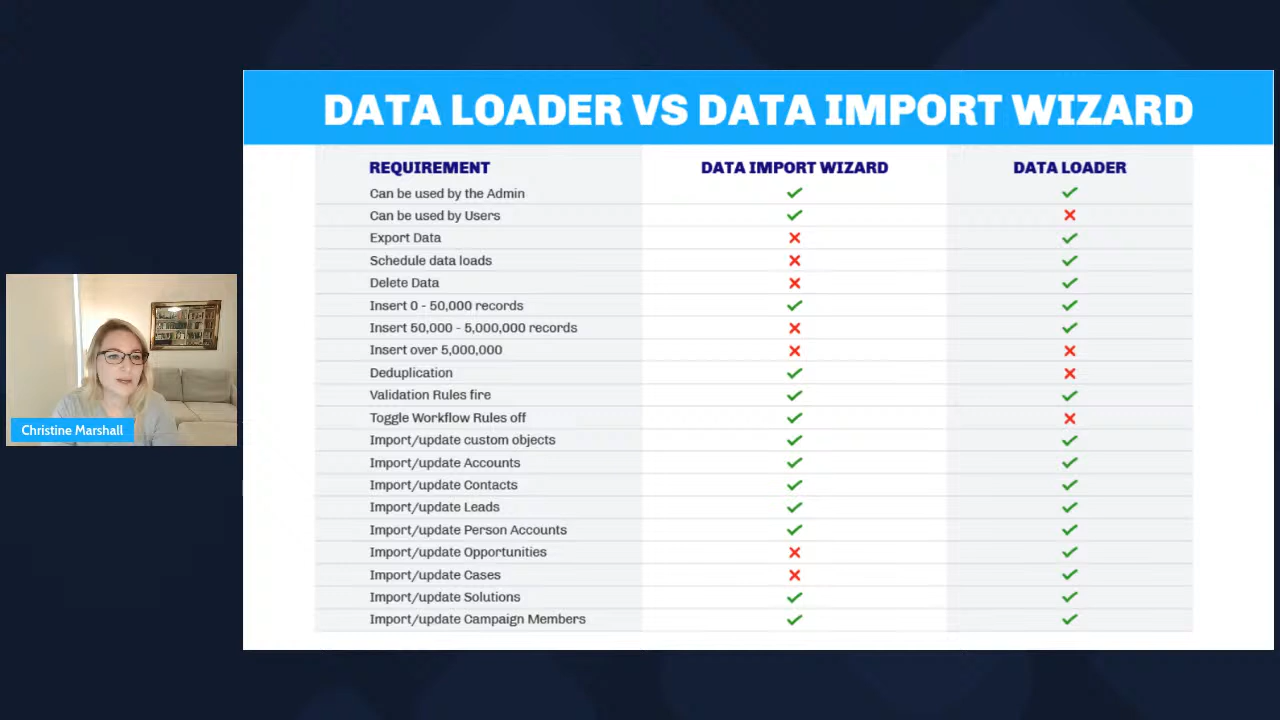 DATA LOADER VS DATA IMPORT WIZARD
REQUIREMENT DATA IMPORT WIZARD DATA LOADER
Can be used by the Admin
Can be used by Users
Export Data
Schedule data loads
Delete Data
Insert 0 - 50,000 records
Insert 50,000 - 5,000,000 records
Insert over 5,000,000
Deduplication
Validation Rules fire
Toggle Workflow Rules off
Import/update custom objects
Import/update Accounts
Import/update Contacts
Import/update Leads
Import/update Person Accounts
Import/update Opportunities
Import/update Cases
Import/update Solutions
Import/update Campaign Members
Christine Marshall